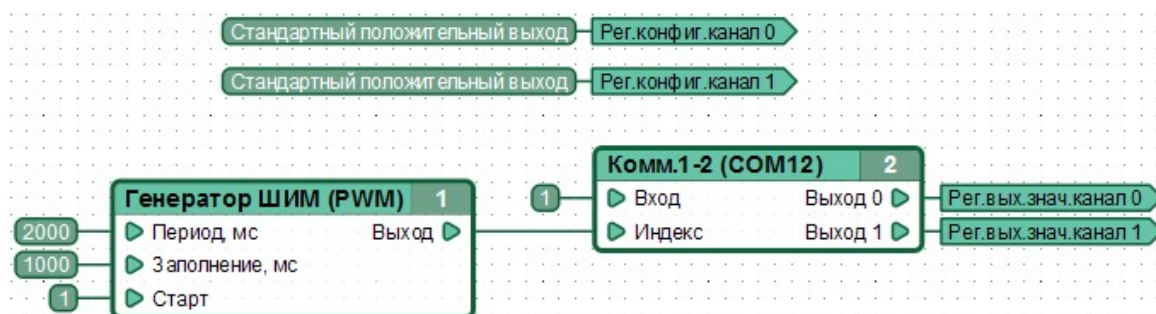 Стандартный положительный выход Рег.конфиг.канал 0
Стандартный положительный выход Рег.конфиг.канал 1
Комм.1-2 (COM12) 2
Генератор ШИМ (PWM) 1
1 Вход Выход 0 Рег.вых.знач.канал 0
2000 Период, мс Выход Индекс Выход 1 Рег.вых.знач.канал 1
1000 Заполнение, мс
1 Старт